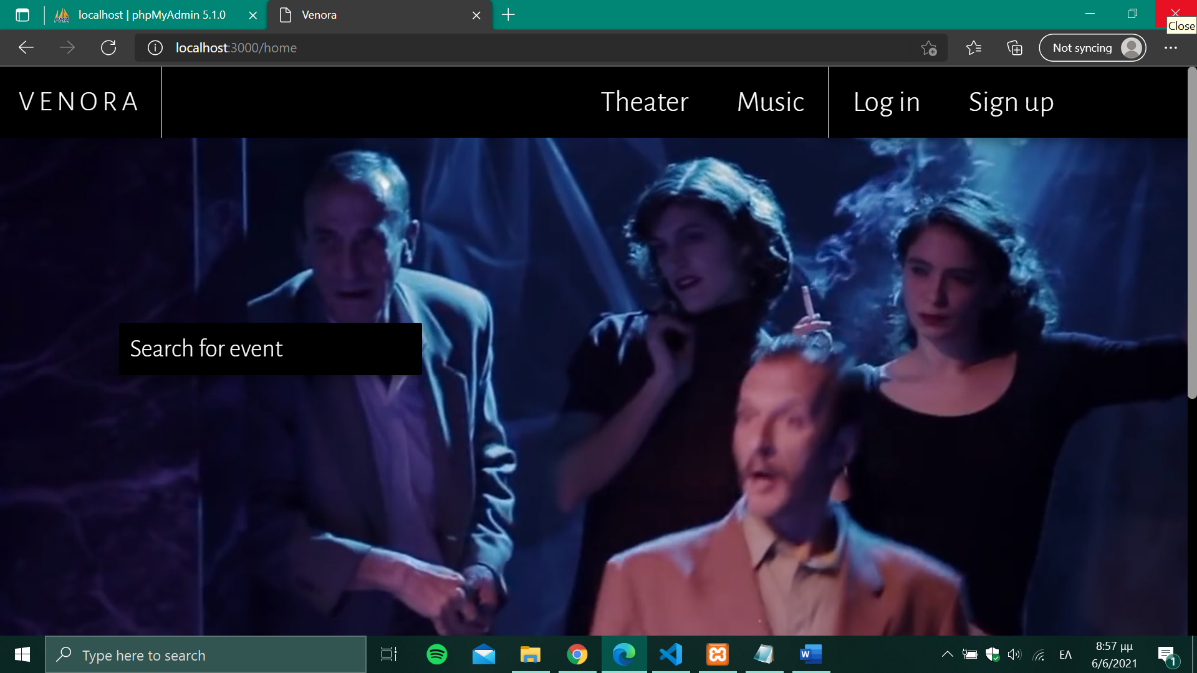 localhost | phpMyAdmin 5.1.0
Venora
Close
localhost:3000/home
Not syncing
VENORA
Theater
Music
Log in
Sign up
Search for event
Type here to search
W
ΕΛ
8:57 μμ
6/6/2021
1